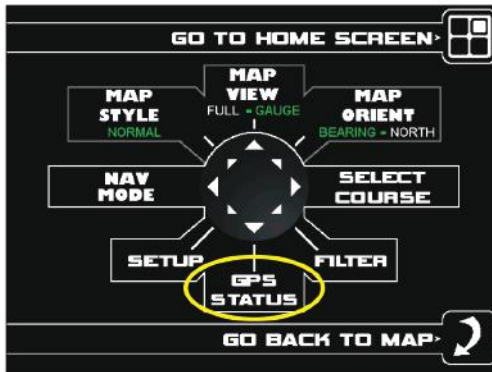 GO TO HOME SCREEN
MAP
VIEW
FULL - GAUGE
MAP
STYLE
NORMAL
MAP
ORIENT
BEARING - NORTH
NAV
MODE
SELECT
COURSE
SETUP
FILTER
GPS
STATUS
GO BACK TO MAP